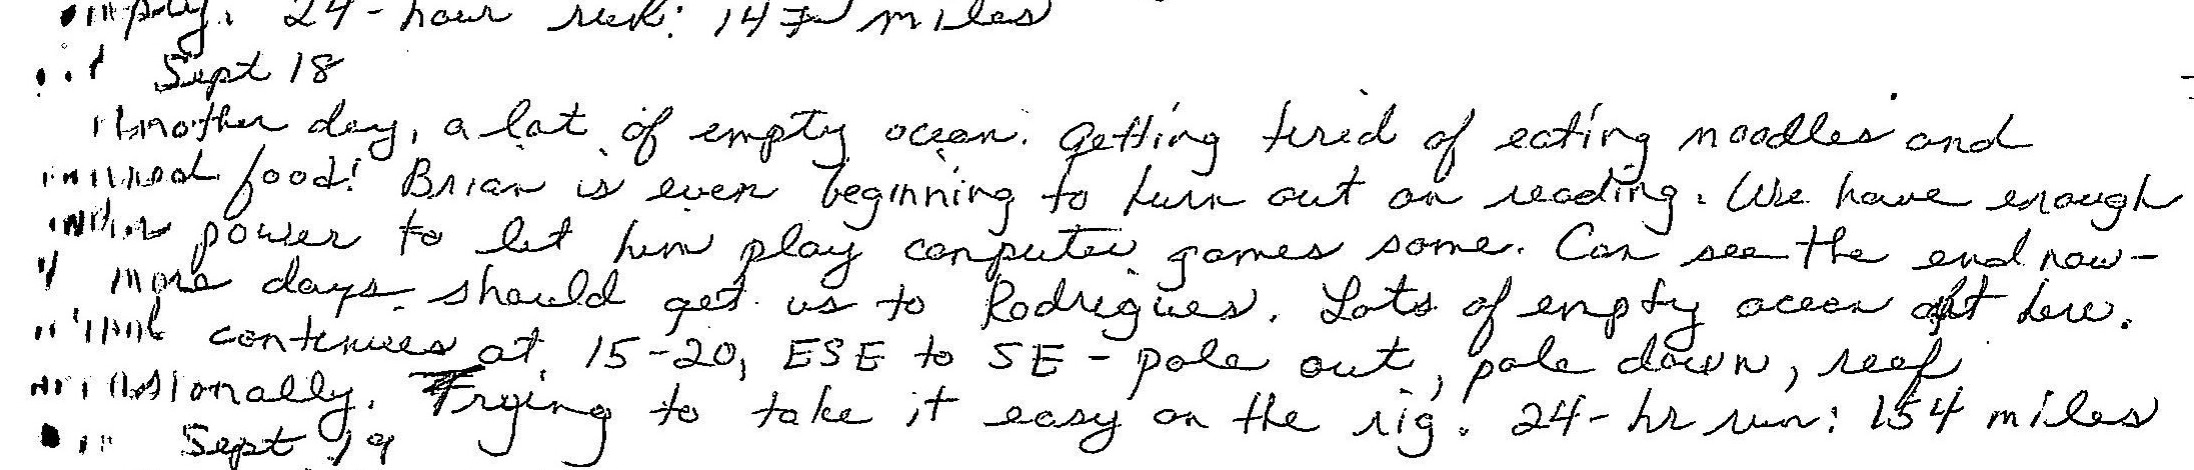 24-hour run: 147 miles
Sept 18
Another day, a lot of empty ocean. Getting tired of eating noodles and
food! Brian is even beginning to turn out on reading. We have enough
power to let him play computer games some. Can see the end now-
more days should get us to Rodrigues. Lots of empty ocean out here.
continues at 15-20, ESE to SE - pole out, pole down, reef
occasionally. Trying to take it easy on the rig. 24-hr run: 154 miles
Sept 19